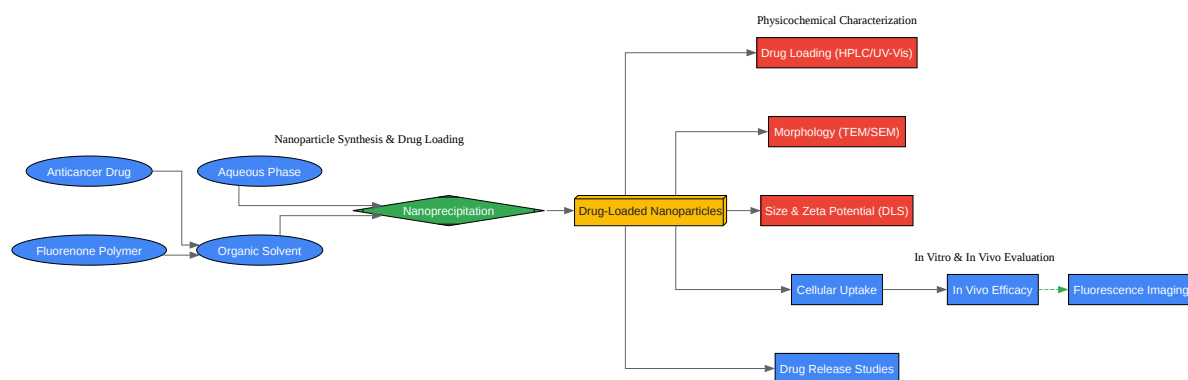 Physicochemical Characterization
Drug Loading (HPLC/UV-Vis)
Morphology (TEM/SEM)
Nanoparticle Synthesis & Drug Loading
Anticancer Drug
Aqueous Phase
Nanoprecipitation
Drug-Loaded Nanoparticles
Size & Zeta Potential (DLS)
Fluorenone Polymer
Organic Solvent
In Vitro & In Vivo Evaluation
Cellular Uptake
In Vivo Efficacy
Fluorescence Imaging
Drug Release Studies